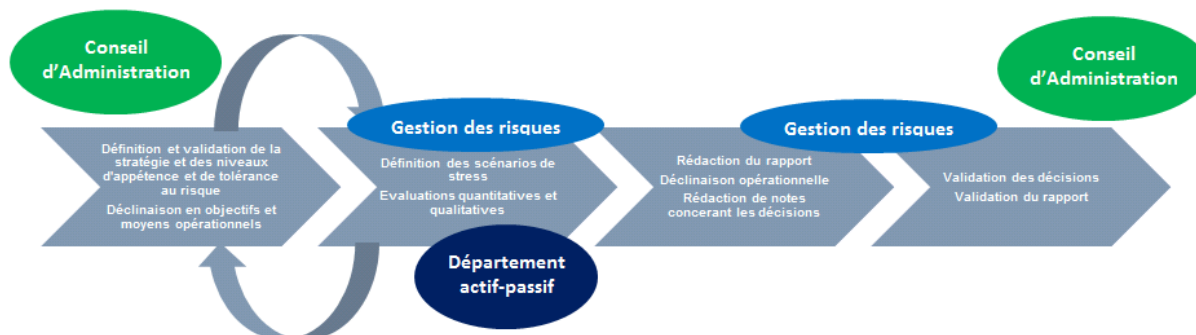 Conseil
d'Administration
Conseil
d'Administration
Gestion des risques
Gestion des risques
Définition et validation de la
stratégie et des niveaux
d'appétence et de tolérance
au risque
Déclinaison en objectifs et
moyens opérationnels
Définition des scénarios de
stress
Evaluations quantitatives et
qualitatives
Rédaction du rapport
Déclinaison opérationnelle
Rédaction de notes
concerant les décisions
Validation des décisions
Validation du rapport
Département
actif-passif